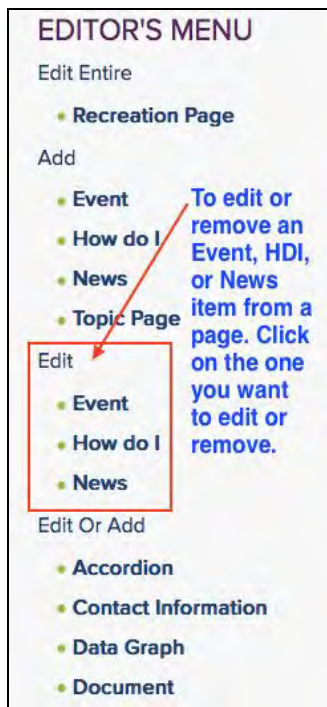 EDITOR'S MENU
Edit Entire
Recreation Page
Add
Event
How do I
News
Topic Page
To edit or
remove an
Event, HDI,
or News
item from a
page. Click
on the one
you want
to edit or
remove.
Edit
Event
How do I
News
Edit Or Add
Accordion
Contact Information
Data Graph
Document